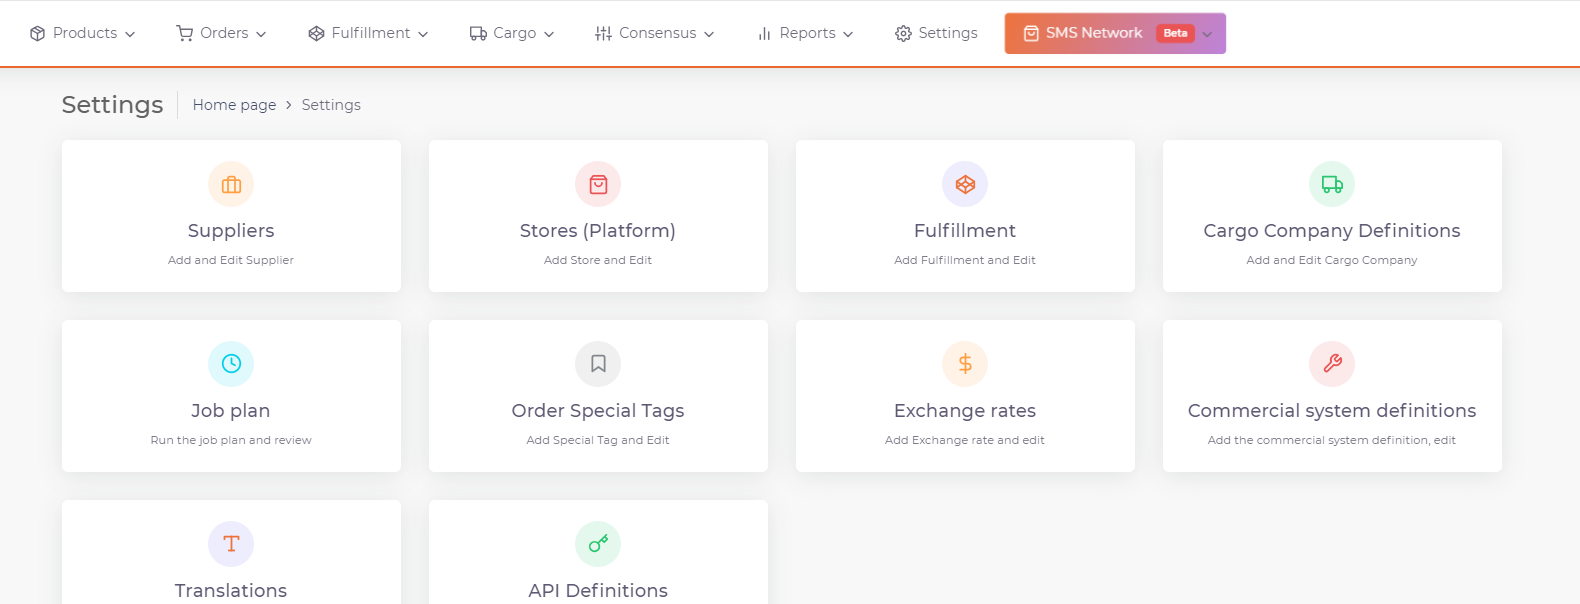 Products Orders Fulfillment Cargo Consensus Reports Settings SMS Network Beta
Settings Home page > Settings
Suppliers
Add and Edit Supplier
Stores (Platform)
Add Store and Edit
Fulfillment
Add Fulfillment and Edit
Cargo Company Definitions
Add and Edit Cargo Company
Job plan
Run the job plan and review
Order Special Tags
Add Special Tag and Edit
Exchange rates
Add Exchange rate and edit
Commercial system definitions
Add the commercial system definition, edit
Translations
API Definitions